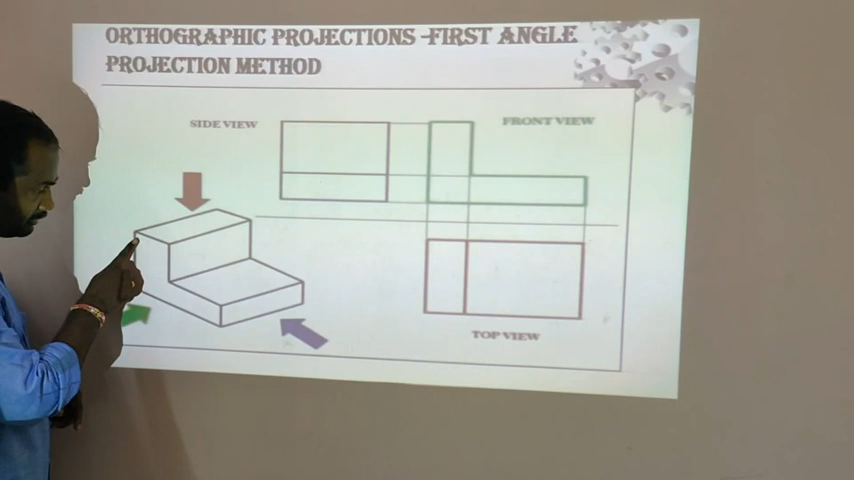 ORTHOGRAPHIC PROJECTIONS -FIRST ANGLE
PROJECTION METHOD
SIDE VIEW
FRONT VIEW
TOP VIEW